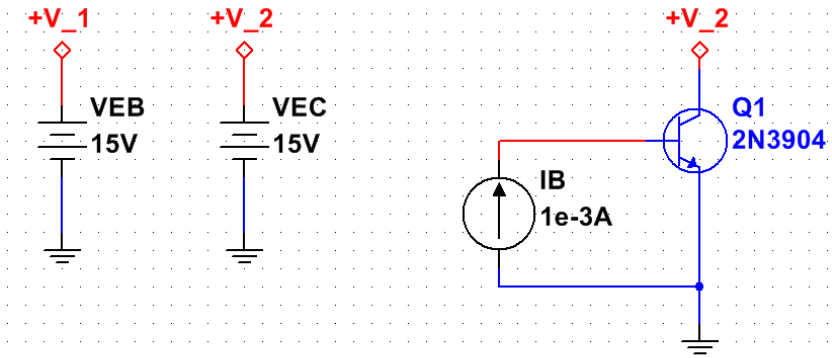 +V_1
+V_2
+V_2
VEB
15V
VEC
15V
Q1
2N3904
IB
1e-3A